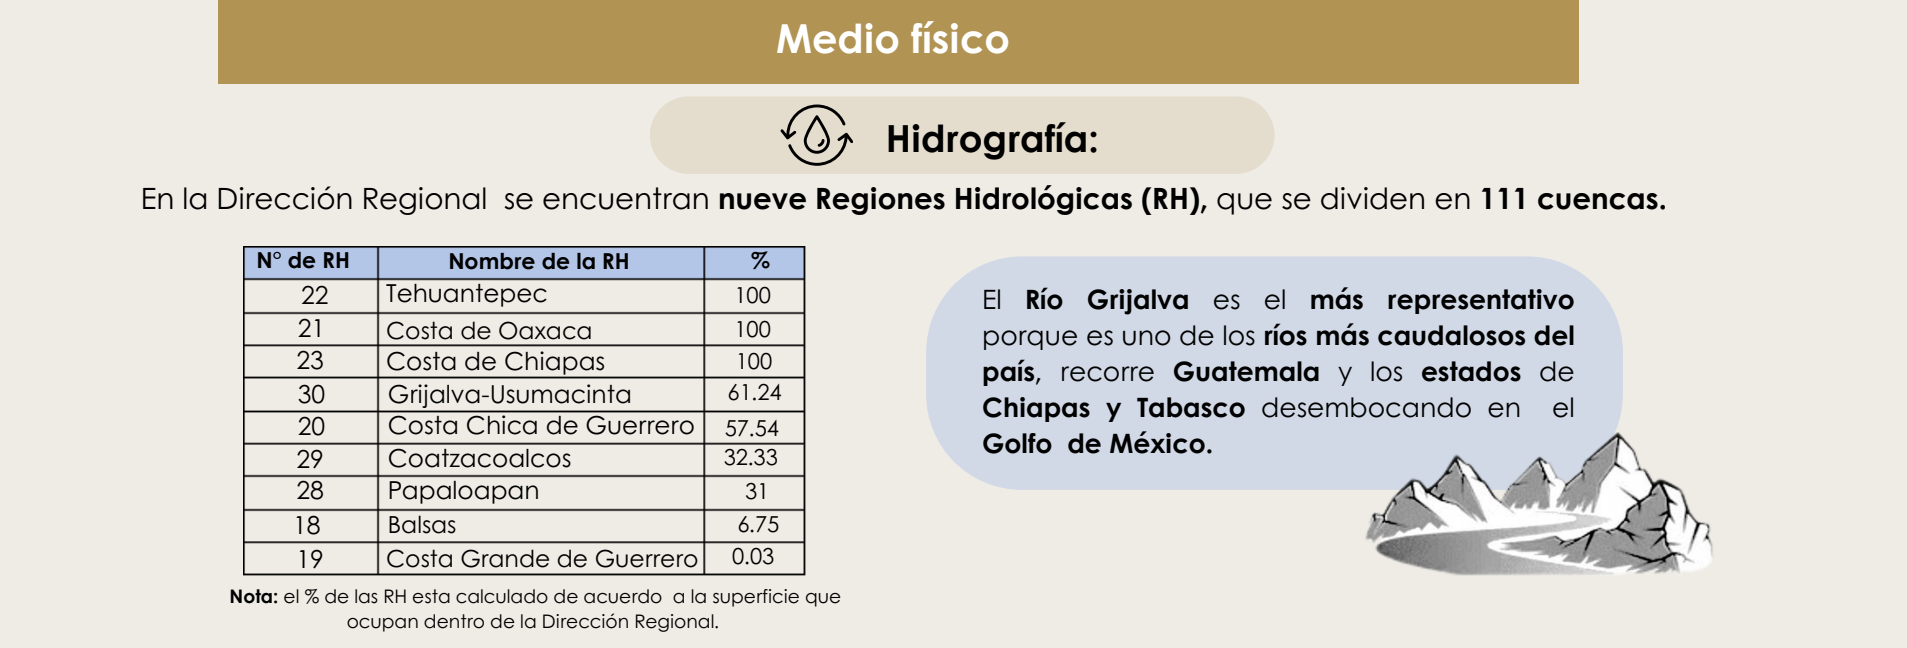 Medio físico
Hidrografía:
En la Dirección Regional se encuentran nueve Regiones Hidrológicas (RH), que se dividen en 111 cuencas.
N° de RH Nombre de la RH %
22 Tehuantepec 100
21 Costa de Oaxaca 100
23 Costa de Chiapas 100
30 Grijalva-Usumacinta 61.24
20 Costa Chica de Guerrero 57.54
29 Coatzacoalcos 32.33
28 Papaloapan 31
18 Balsas 6.75
19 Costa Grande de Guerrero 0.03
Nota: el % de las RH esta calculado de acuerdo a la superficie que
ocupan dentro de la Dirección Regional.
El Río Grijalva es el más representativo
porque es uno de los ríos más caudalosos del
país, recorre Guatemala y los estados de
Chiapas y Tabasco desembocando en el
Golfo de México.